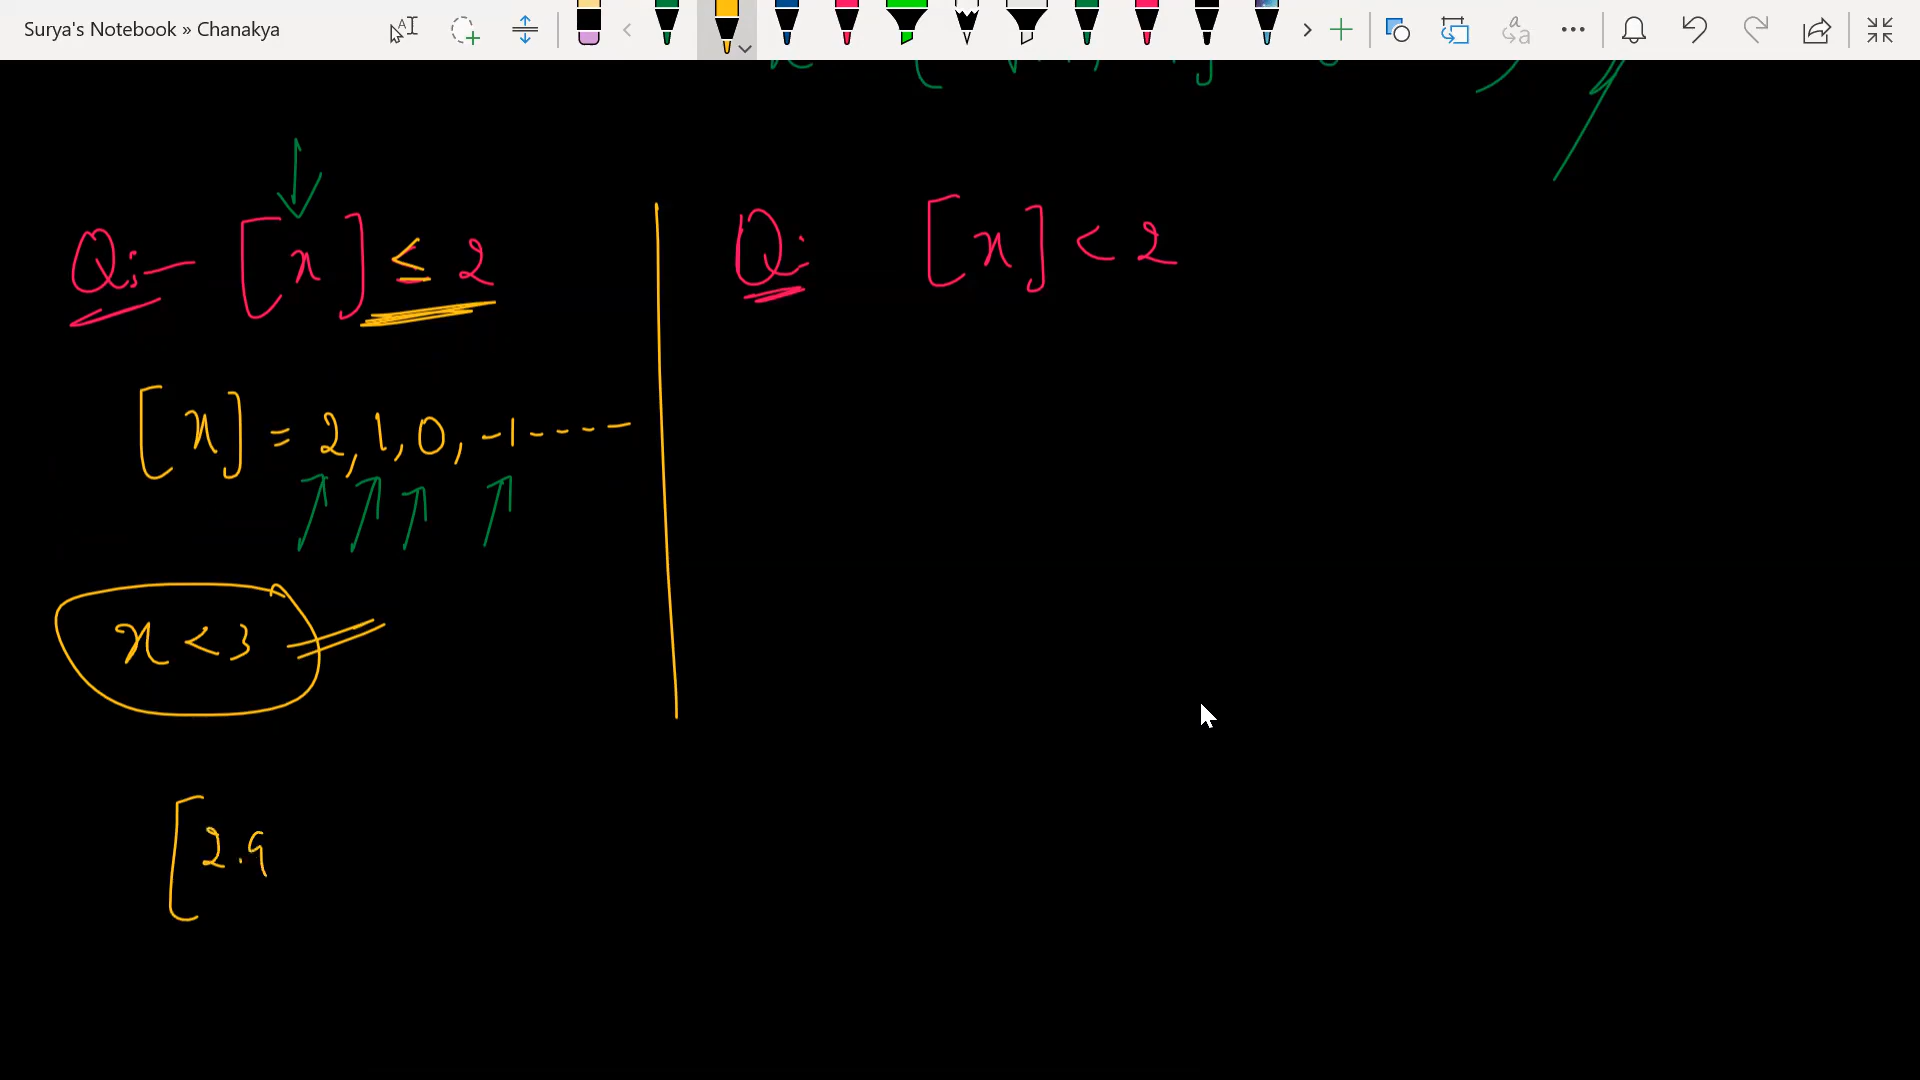 Surya's Notebook » Chanakya
Q:- [x] ≤ 2
[x] = 2, 1, 0, -1 - - - -
x < 3
[2.9
Q: [x] < 2